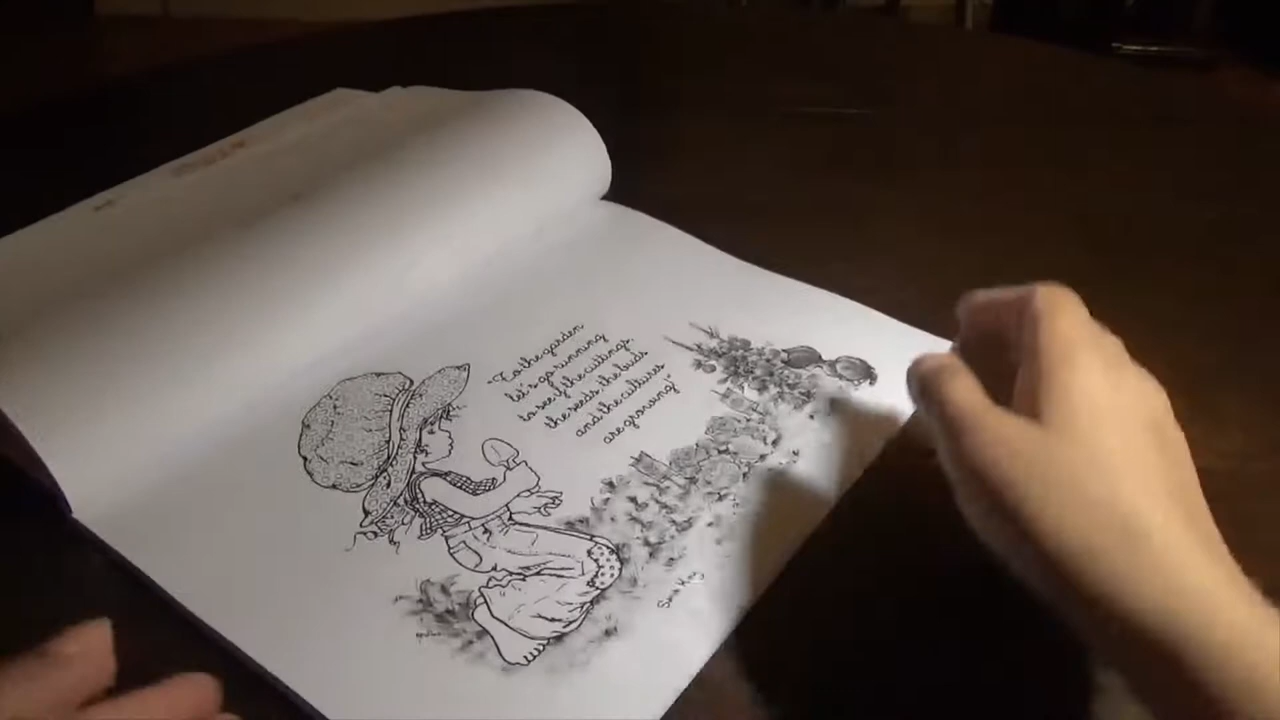 "To the garden
let's go running
to see if the cuttings,
the seeds, the buds
and the cultures
are growing!"
Sarah Kay